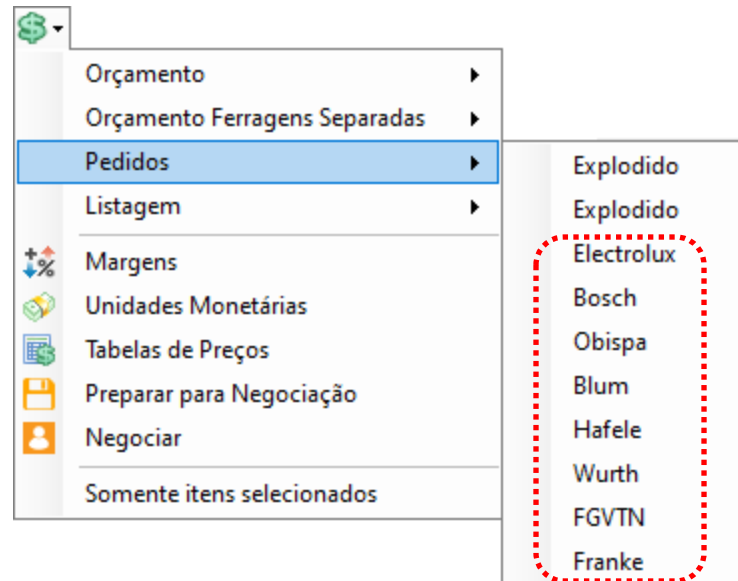 Orçamento
Orçamento Ferragens Separadas
Pedidos
Listagem
Margens
Unidades Monetárias
Tabelas de Preços
Preparar para Negociação
Negociar
Somente itens selecionados
Explodido
Explodido
Electrolux
Bosch
Obispa
Blum
Hafele
Wurth
FGVTN
Franke